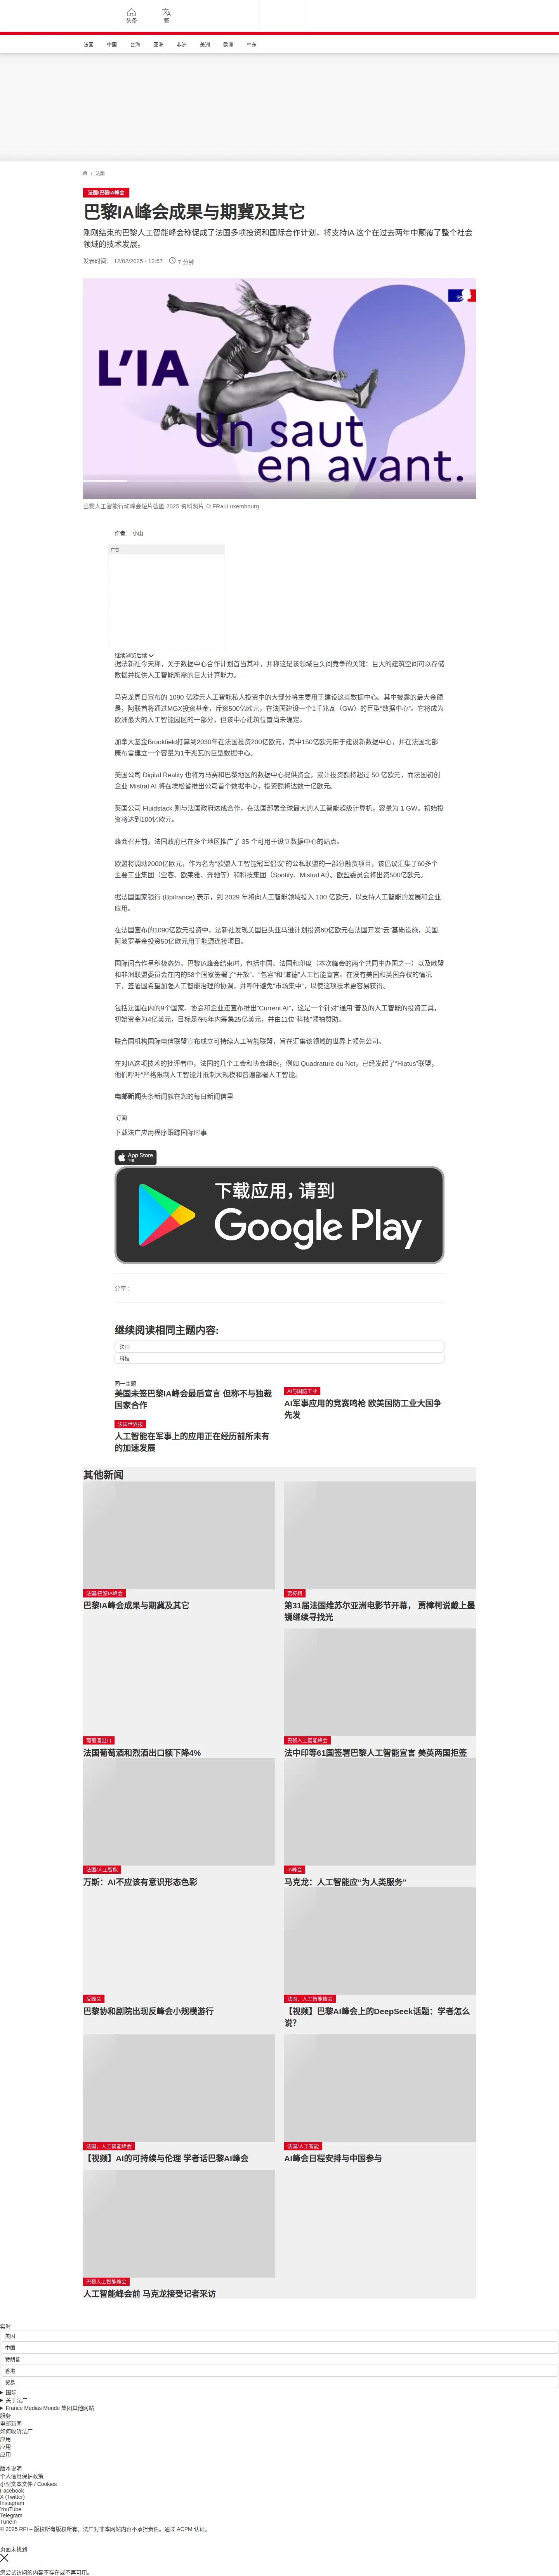 头条
繁
法国
中国
台海
亚洲
非洲
美洲
欧洲
中东
/ 法国
法国/巴黎IA峰会
巴黎IA峰会成果与期冀及其它
刚刚结束的巴黎人工智能峰会称促成了法国多项投资和国际合作计划，将支持IA 这个在过去两年中颠覆了整个社会
领域的技术发展。
发表时间： 12/02/2025 - 12:57
7 分钟
L'IA
Un saut
en avant.
巴黎人工智能行动峰会短片截图 2025 资料照片 © FRauLuxembourg
作者： 小山
广告
继续浏览后续
据法新社今天称，关于数据中心合作计划首当其冲，并称这是该领域巨头间竞争的关键：巨大的建筑空间可以存储
数据并提供人工智能所需的巨大计算能力。
马克龙周日宣布的 1090 亿欧元人工智能私人投资中的大部分将主要用于建设这些数据中心。其中披露的最大金额
是，阿联酋将通过MGX投资基金，斥资500亿欧元，在法国建设一个1千兆瓦（GW）的巨型“数据中心”。它将成为
欧洲最大的人工智能园区的一部分，但该中心建筑位置尚未确定。
加拿大基金Brookfield打算到2030年在法国投资200亿欧元，其中150亿欧元用于建设新数据中心，并在法国北部
康布雷建立一个容量为1千兆瓦的巨型数据中心。
美国公司 Digital Reality 也将为马赛和巴黎地区的数据中心提供资金，累计投资额将超过 50 亿欧元，而法国初创
企业 Mistral AI 将在埃松省推出公司首个数据中心，投资额将达数十亿欧元。
英国公司 Fluidstack 则与法国政府达成合作，在法国部署全球最大的人工智能超级计算机，容量为 1 GW。初始投
资将达到100亿欧元。
峰会召开前，法国政府已在多个地区推广了 35 个可用于设立数据中心的站点。
欧盟将调动2000亿欧元，作为名为“欧盟人工智能冠军倡议”的公私联盟的一部分融资项目，该倡议汇集了60多个
主要工业集团（空客、欧莱雅、奔驰等）和科技集团（Spotify、Mistral AI）。欧盟委员会将出资500亿欧元。
据法国国家银行 (Bpifrance) 表示，到 2029 年将向人工智能领域投入 100 亿欧元，以支持人工智能的发展和企业
应用。
在法国宣布的1090亿欧元投资中，法新社发现美国巨头亚马逊计划投资60亿欧元在法国开发“云”基础设施，美国
阿波罗基金投资50亿欧元用于能源连接项目。
国际间合作呈积极态势。巴黎IA峰会结束时，包括中国、法国和印度（本次峰会的两个共同主办国之一）以及欧盟
和非洲联盟委员会在内的58个国家签署了“开放”、“包容”和“道德”人工智能宣言。在没有美国和英国弃权的情况
下，签署国希望加强人工智能治理的协调，并呼吁避免“市场集中”，以使这项技术更容易获得。
包括法国在内的9个国家、协会和企业还宣布推出“Current AI”，这是一个针对“通用”普及的人工智能的投资工具，
初始资金为4亿美元，目标是在5年内筹集25亿美元，并由11位“科技”领袖赞助。
联合国机构国际电信联盟宣布成立可持续人工智能联盟，旨在汇集该领域的世界上领先公司。
在对IA这项技术的批评者中，法国的几个工会和协会组织，例如 Quadrature du Net，已经发起了“Hiatus”联盟，
他们呼吁“严格限制人工智能并抵制大规模和普遍部署人工智能。
电邮新闻头条新闻就在您的每日新闻信里
订阅
下载法广应用程序跟踪国际时事
App Store
下载
下载应用，请到
Google Play
分享 :
继续阅读相同主题内容:
法国
科技
同一主题
美国未签巴黎IA峰会最后宣言 但称不与独裁
国家合作
AI与国防工业
AI军事应用的竞赛鸣枪 欧美国防工业大国争
先发
法国世界报
人工智能在军事上的应用正在经历前所未有
的加速发展
其他新闻
法国/巴黎IA峰会
巴黎IA峰会成果与期冀及其它
贾樟柯
第31届法国维苏尔亚洲电影节开幕， 贾樟柯说戴上墨
镜继续寻找光
葡萄酒出口
法国葡萄酒和烈酒出口额下降4%
巴黎人工智能峰会
法中印等61国签署巴黎人工智能宣言 美英两国拒签
法国/人工智能
万斯：AI不应该有意识形态色彩
IA峰会
马克龙：人工智能应“为人类服务”
反峰会
巴黎协和剧院出现反峰会小规模游行
法国，人工智能峰会
【视频】巴黎AI峰会上的DeepSeek话题：学者怎么
说？
法国，人工智能峰会
【视频】AI的可持续与伦理 学者话巴黎AI峰会
法国/人工智能
AI峰会日程安排与中国参与
巴黎人工智能峰会
人工智能峰会前 马克龙接受记者采访
实时
美国
中国
特朗普
香港
贸易
国际
关于法广
France Médias Monde 集团其他网站
服务
电邮新闻
如何收听法广
应用
应用
应用
版本说明
个人信息保护政策
小型文本文件 / Cookies
Facebook
X (Twitter)
Instagram
YouTube
Telegram
TuneIn
© 2025 RFI – 版权所有版权所有。法广对非本网站内容不承担责任。通过 ACPM 认证。
页面未找到
您尝试访问的内容不存在或不再可用。